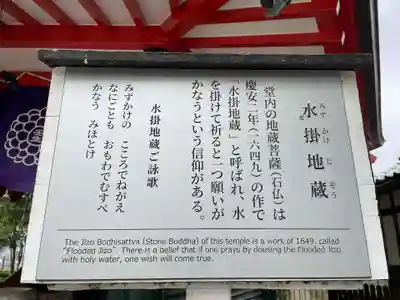 水掛地蔵
みず かけ じ ぞう
堂内の地蔵菩薩(石仏)は
慶安二年(一六四九)の作で
「水掛地蔵」と呼ばれ、水
を掛けて祈ると一つ願いが
かなうという信仰がある。
水掛地蔵ご詠歌
みずかけの こころでねがえ
なにごとも おもわでむすべ
かなう みほとけ
The Jizo Bodhisattva (Stone Buddha) of this temple is a work of 1649, called
"Flooded Jizo". There is a belief that if one prays by dousing the Flooded Jizo
with holy water, one wish will come true.